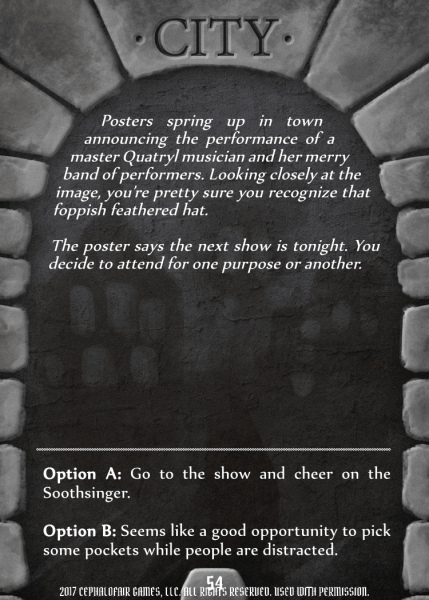 · CITY ·
Posters spring up in town
announcing the performance of a
master Quatryl musician and her merry
band of performers. Looking closely at the
image, you're pretty sure you recognize that
foppish feathered hat.
The poster says the next show is tonight. You
decide to attend for one purpose or another.
Option A: Go to the show and cheer on the
Soothsinger.
Option B: Seems like a good opportunity to pick
some pockets while people are distracted.
54
2017 CEPHALOFAIR GAMES, LLC. ALL RIGHTS RESERVED. USED WITH PERMISSION.